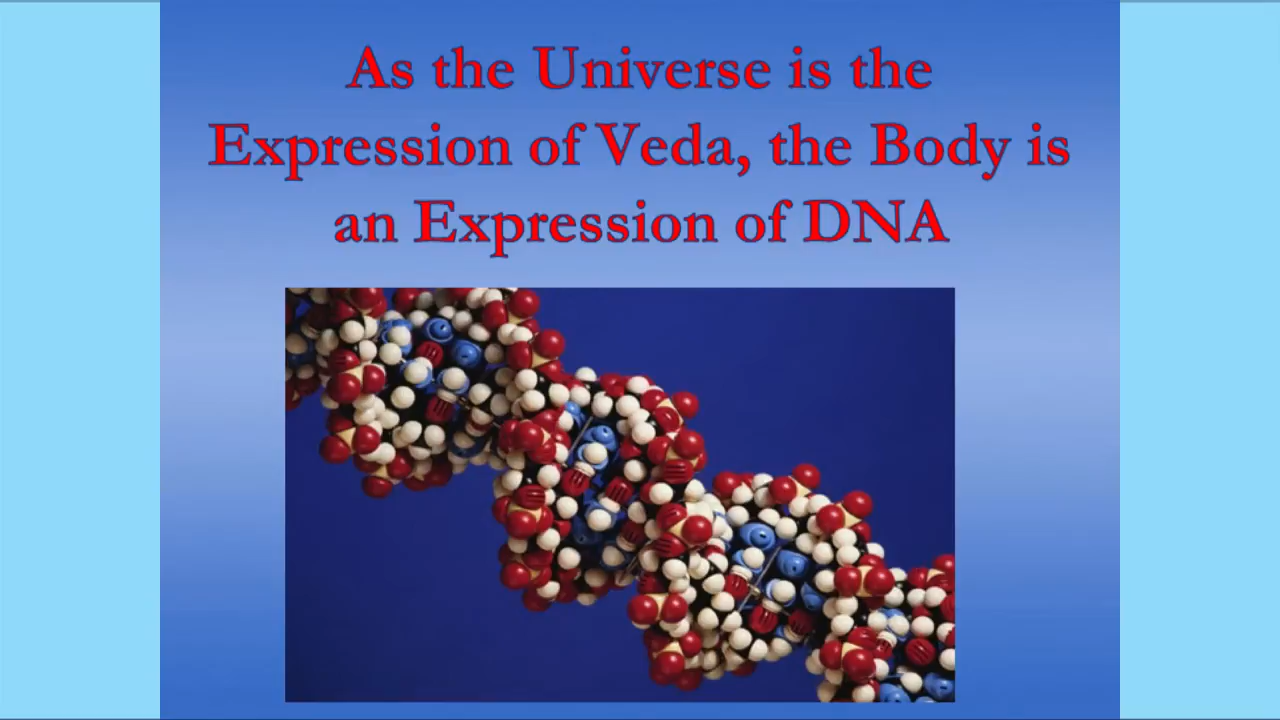 As the Universe is the
Expression of Veda, the Body is
an Expression of DNA